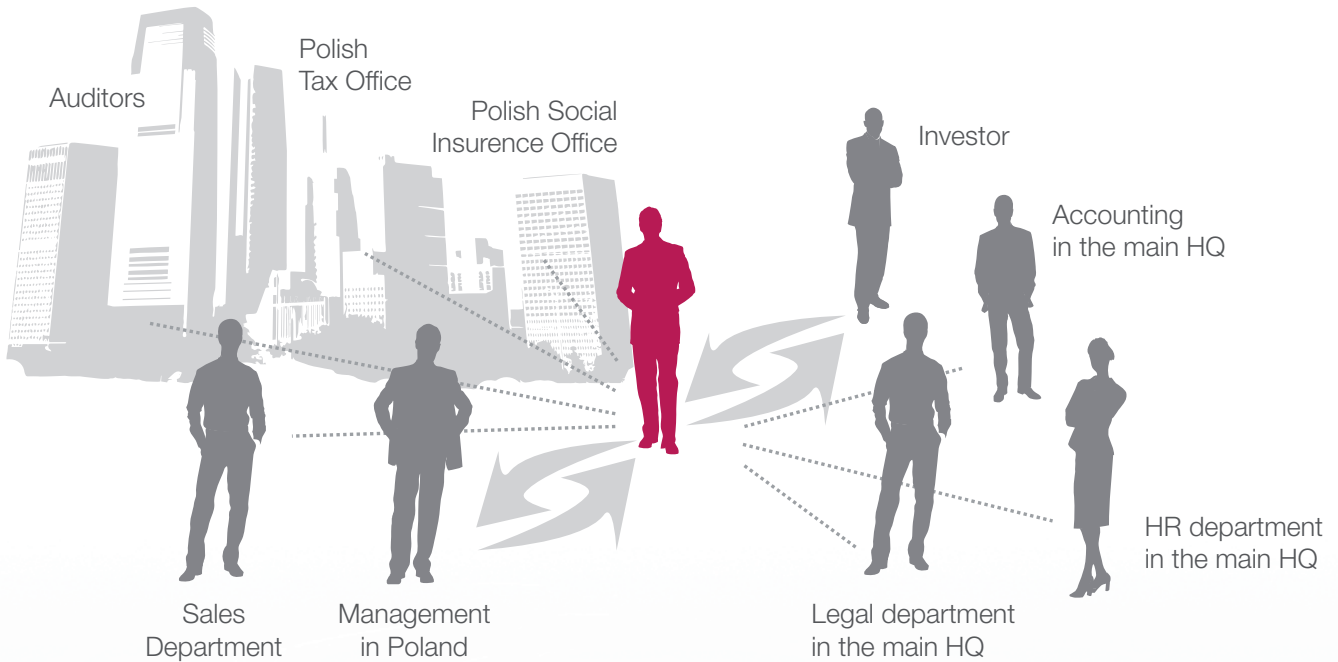 Polish
Tax Office
Auditors
Polish Social
Insurence Office
Investor
Accounting
in the main HQ
HR department
in the main HQ
Sales
Department
Management
in Poland
Legal department
in the main HQ